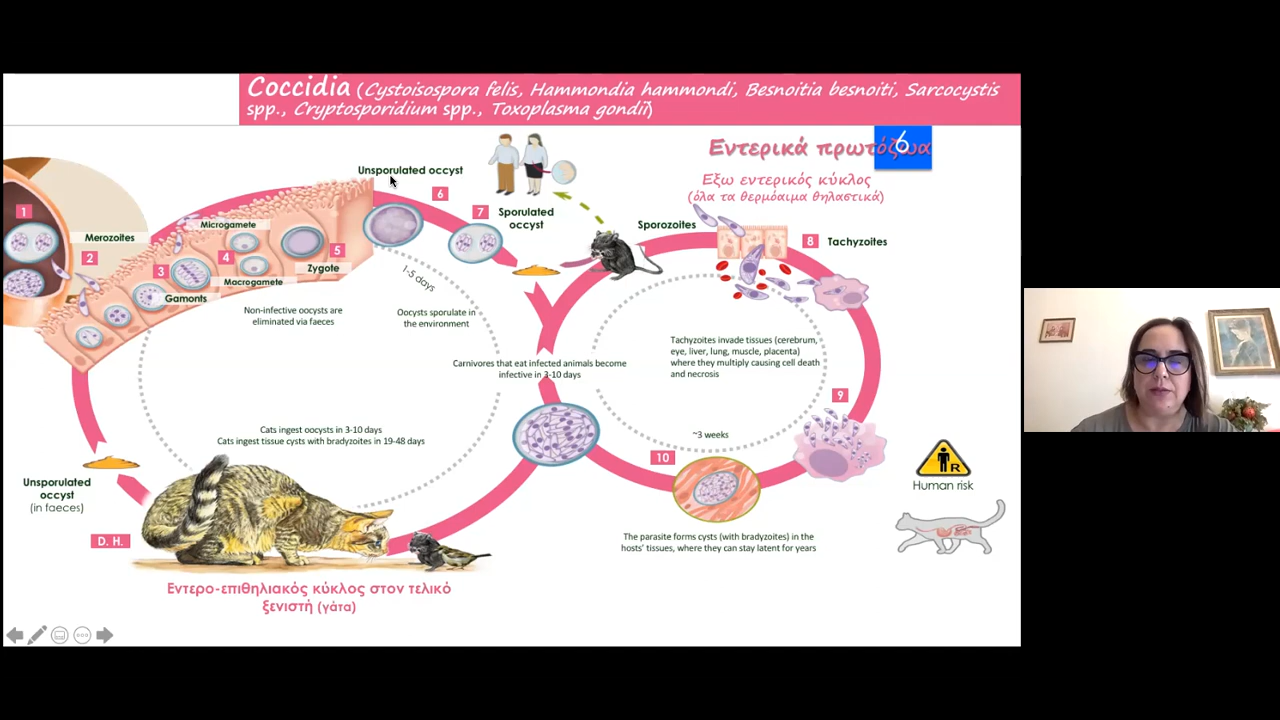 Coccidia (Cystoisospora felis, Hammondia hammondi, Besnoitia besnoiti, Sarcocystis
spp., Cryptosporidium spp., Toxoplasma gondii)
Εντερικά πρωτόζωα
6
Εξω εντερικός κύκλος
(όλα τα θερμόαιμα θηλαστικά)
Unsporulated occyst
6
7
Sporulated
occyst
Sporozoites
8
Tachyzoites
1
Merozoites
2
3
Gamonts
Microgamete
4
Macrogamete
5
Zygote
1-5 days
Non-infective oocysts are
eliminated via faeces
Oocysts sporulate in
the environment
Carnivores that eat infected animals become
infective in 3-10 days
Tachyzoites invade tissues (cerebrum,
eye, liver, lung, muscle, placenta)
where they multiply causing cell death
and necrosis
9
~3 weeks
10
Cats ingest oocysts in 3-10 days
Cats ingest tissue cysts with bradyzoites in 19-48 days
Unsporulated
occyst
(in faeces)
D. H.
R
Human risk
The parasite forms cysts (with bradyzoites) in the
hosts' tissues, where they can stay latent for years
Εντερο-επιθηλιακός κύκλος στον τελικό
ξενιστή (γάτα)